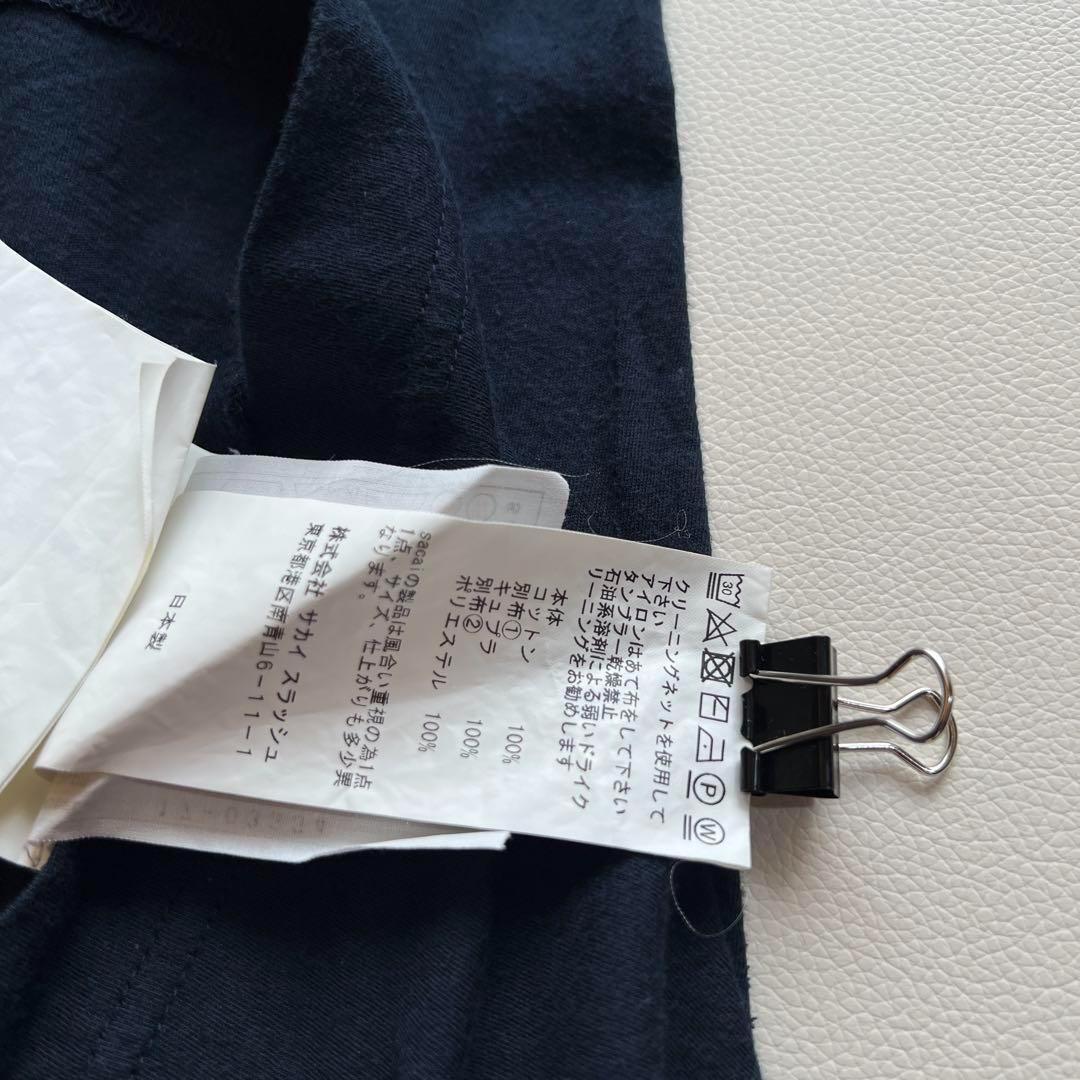 30
P
W
クリーニングネットを使用して
下さい
アイロンはあて布をして下さい
タンブラー乾燥禁止
石油系溶剤による弱いドライク
リーニングをお勧めします
本体
コットン 100%
別布①
キュプラ 100%
別布②
ポリエステル 100%
sacaiの製品は風合い重視の為1点
1点、サイズ、仕上がりも多少異
なります。
株式会社 サカイ スラッシュ
東京都港区南青山6-11-1
日本製